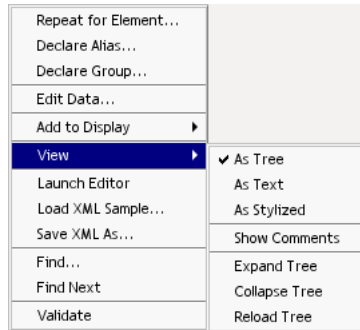 Repeat for Element...
Declare Alias...
Declare Group...
Edit Data...
Add to Display
View
Launch Editor
Load XML Sample...
Save XML As...
Find...
Find Next
Validate
As Tree
As Text
As Stylized
Show Comments
Expand Tree
Collapse Tree
Reload Tree